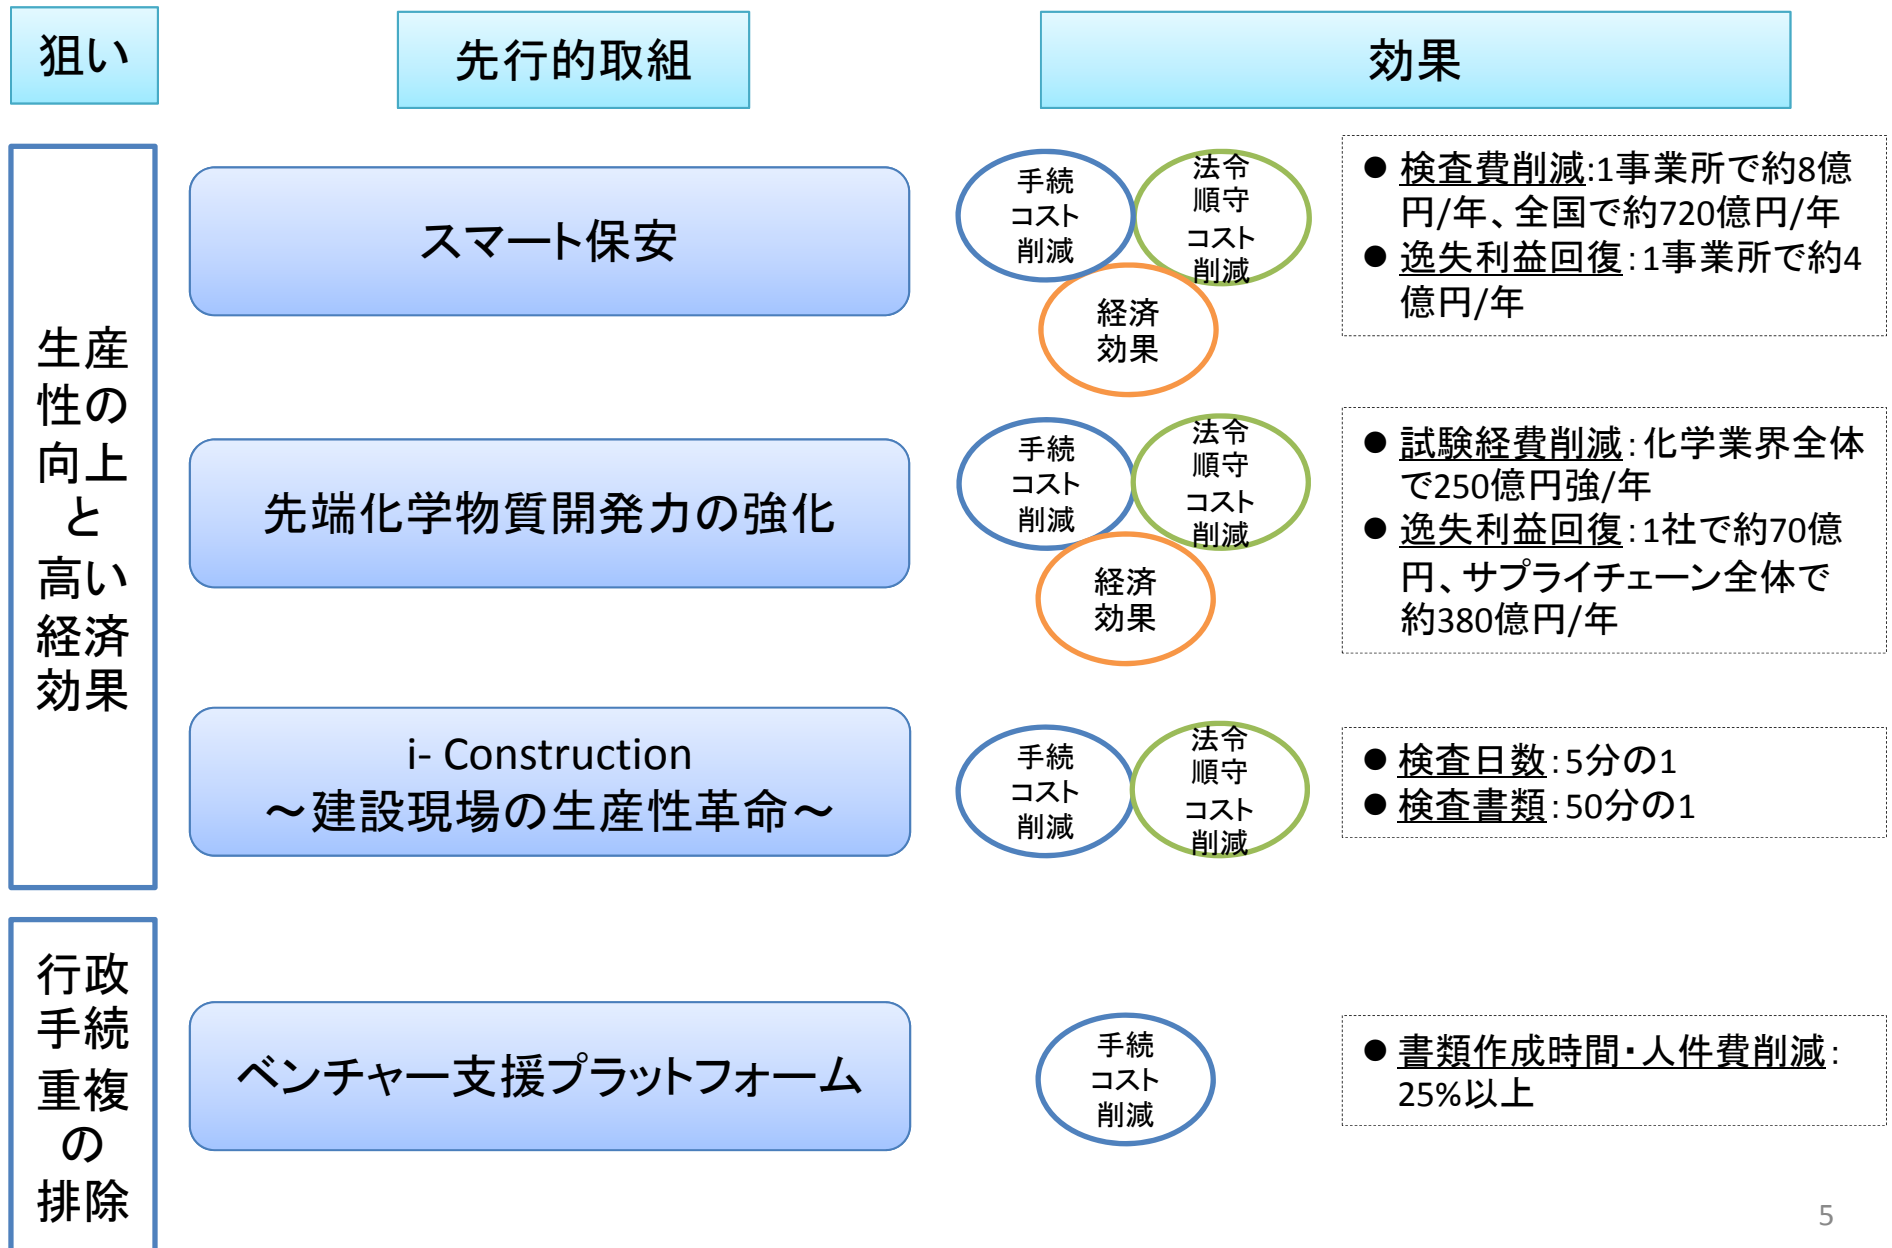 狙い
先行的取組
効果
生産
性の
向上
と
高い
経済
効果
スマート保安
手続
コスト
削減
法令
順守
コスト
削減
経済
効果
● 検査費削減:1事業所で約8億
円/年、全国で約720億円/年
● 逸失利益回復：1事業所で約4
億円/年
先端化学物質開発力の強化
手続
コスト
削減
法令
順守
コスト
削減
経済
効果
● 試験経費削減：化学業界全体
で250億円強/年
● 逸失利益回復：1社で約70億
円、サプライチェーン全体で
約380億円/年
i- Construction
～建設現場の生産性革命～
手続
コスト
削減
法令
順守
コスト
削減
● 検査日数：5分の1
● 検査書類：50分の1
行政
手続
重複
の
排除
ベンチャー支援プラットフォーム
手続
コスト
削減
● 書類作成時間・人件費削減：
25%以上
5